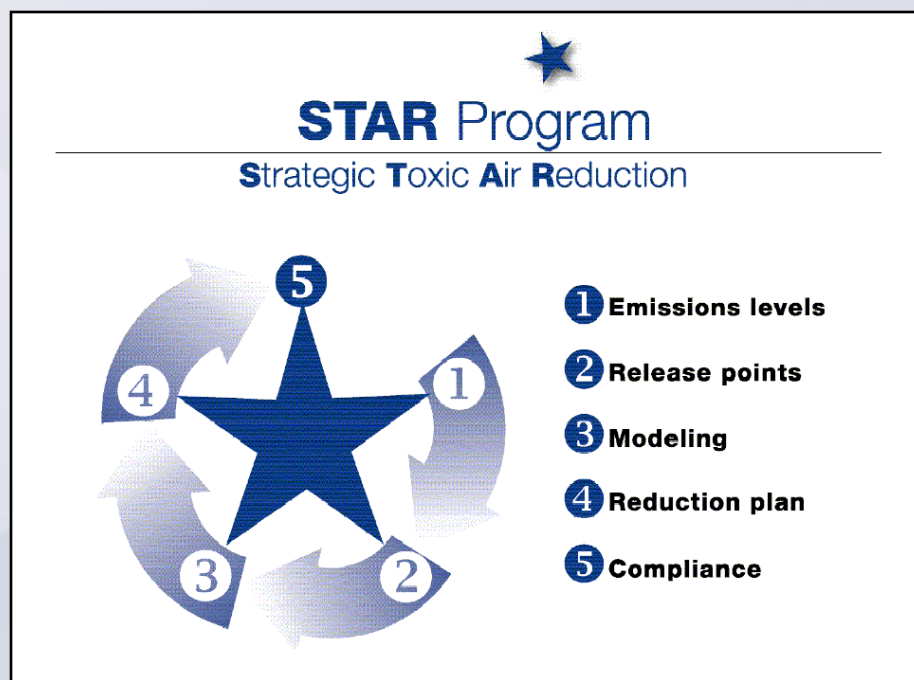 STAR Program
Strategic Toxic Air Reduction
5
4
1
3
2
1 Emissions levels
2 Release points
3 Modeling
4 Reduction plan
5 Compliance